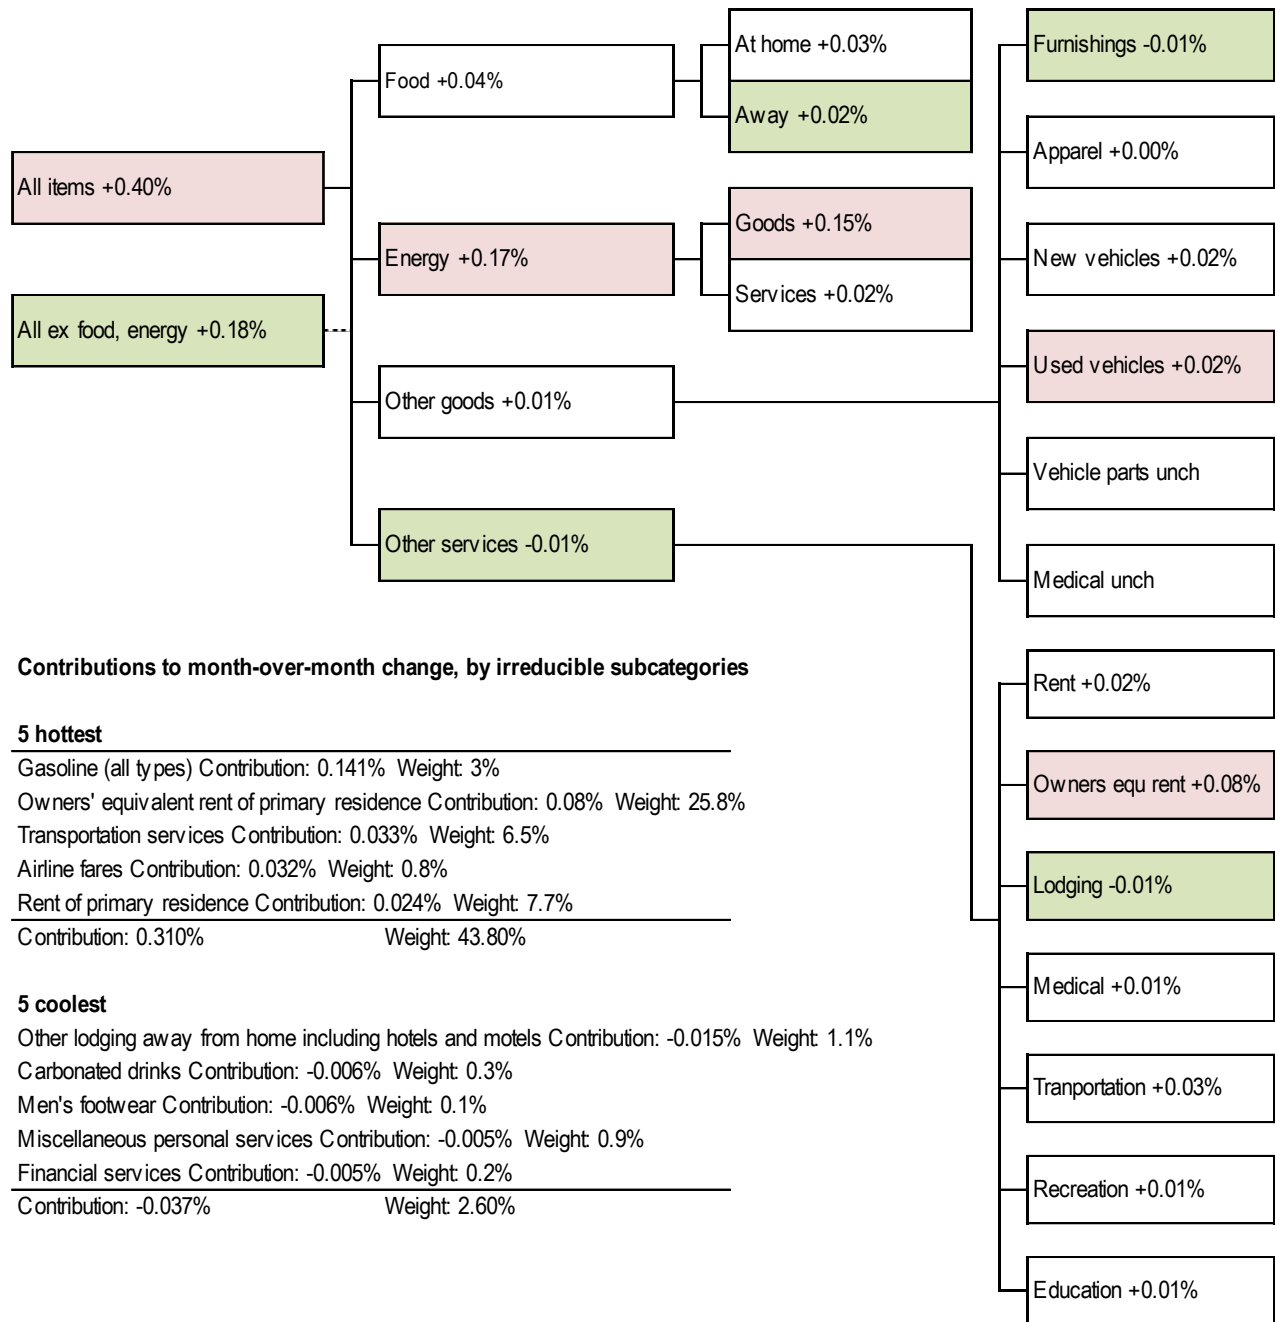 All items +0.40%
All ex food, energy +0.18%
Food +0.04%
Energy +0.17%
Other goods +0.01%
Other services -0.01%
At home +0.03%
Away +0.02%
Goods +0.15%
Services +0.02%
Furnishings -0.01%
Apparel +0.00%
New vehicles +0.02%
Used vehicles +0.02%
Vehicle parts unch
Medical unch
Rent +0.02%
Owners equ rent +0.08%
Lodging -0.01%
Medical +0.01%
Tranportation +0.03%
Recreation +0.01%
Education +0.01%
Contributions to month-over-month change, by irreducible subcategories
5 hottest
Gasoline (all types) Contribution: 0.141% Weight: 3%
Owners' equivalent rent of primary residence Contribution: 0.08% Weight: 25.8%
Transportation services Contribution: 0.033% Weight: 6.5%
Airline fares Contribution: 0.032% Weight: 0.8%
Rent of primary residence Contribution: 0.024% Weight: 7.7%
Contribution: 0.310% Weight: 43.80%
5 coolest
Other lodging away from home including hotels and motels Contribution: -0.015% Weight: 1.1%
Carbonated drinks Contribution: -0.006% Weight: 0.3%
Men's footwear Contribution: -0.006% Weight: 0.1%
Miscellaneous personal services Contribution: -0.005% Weight: 0.9%
Financial services Contribution: -0.005% Weight: 0.2%
Contribution: -0.037% Weight: 2.60%